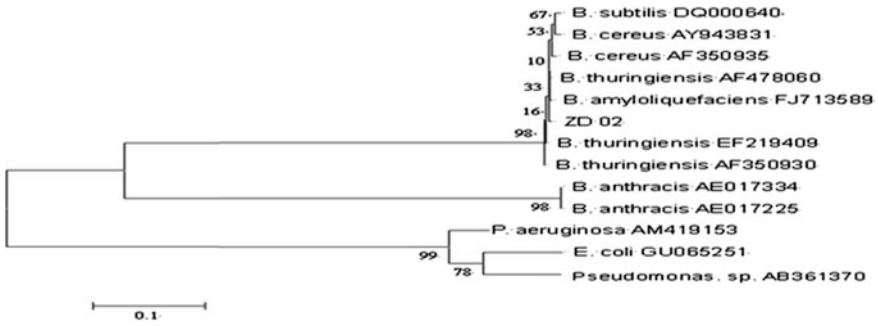 67 B. subtilis DQ000640
53 B. cereus AY943831
B. cereus AF350935
10
B. thuringiensis AF478060
33
B. amyloliquefaciens FJ713589
16
ZD 02
98
B. thuringiensis EF219409
B. thuringiensis AF350930
B. anthracis AE017334
98 B. anthracis AE017225
P. aeruginosa AM419153
99
E. coli GU065251
78
Pseudomonas. sp. AB361370
0.1